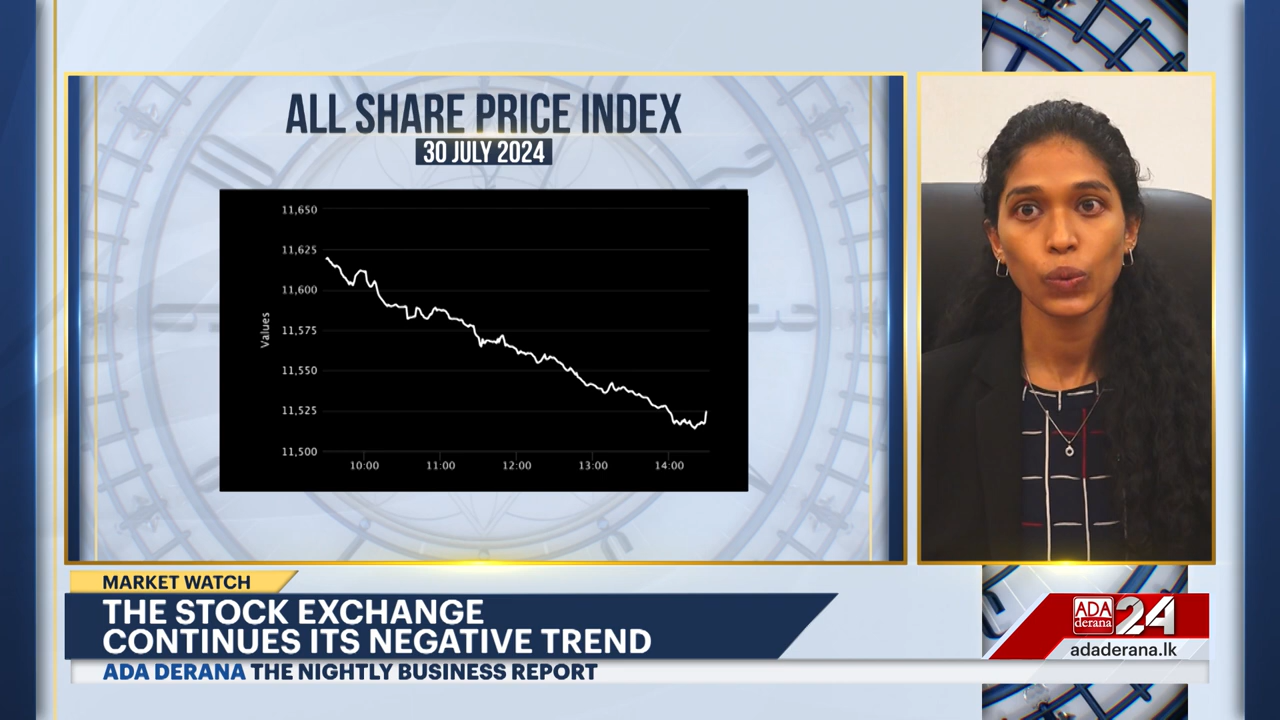 ALL SHARE PRICE INDEX
30 JULY 2024
11,650
11,625
11,600
11,575
11,550
11,525
11,500
Values
10:00 11:00 12:00 13:00 14:00
MARKET WATCH
THE STOCK EXCHANGE
CONTINUES ITS NEGATIVE TREND
ADA DERANA THE NIGHTLY BUSINESS REPORT
ADA
derana
24
adaderana.lk